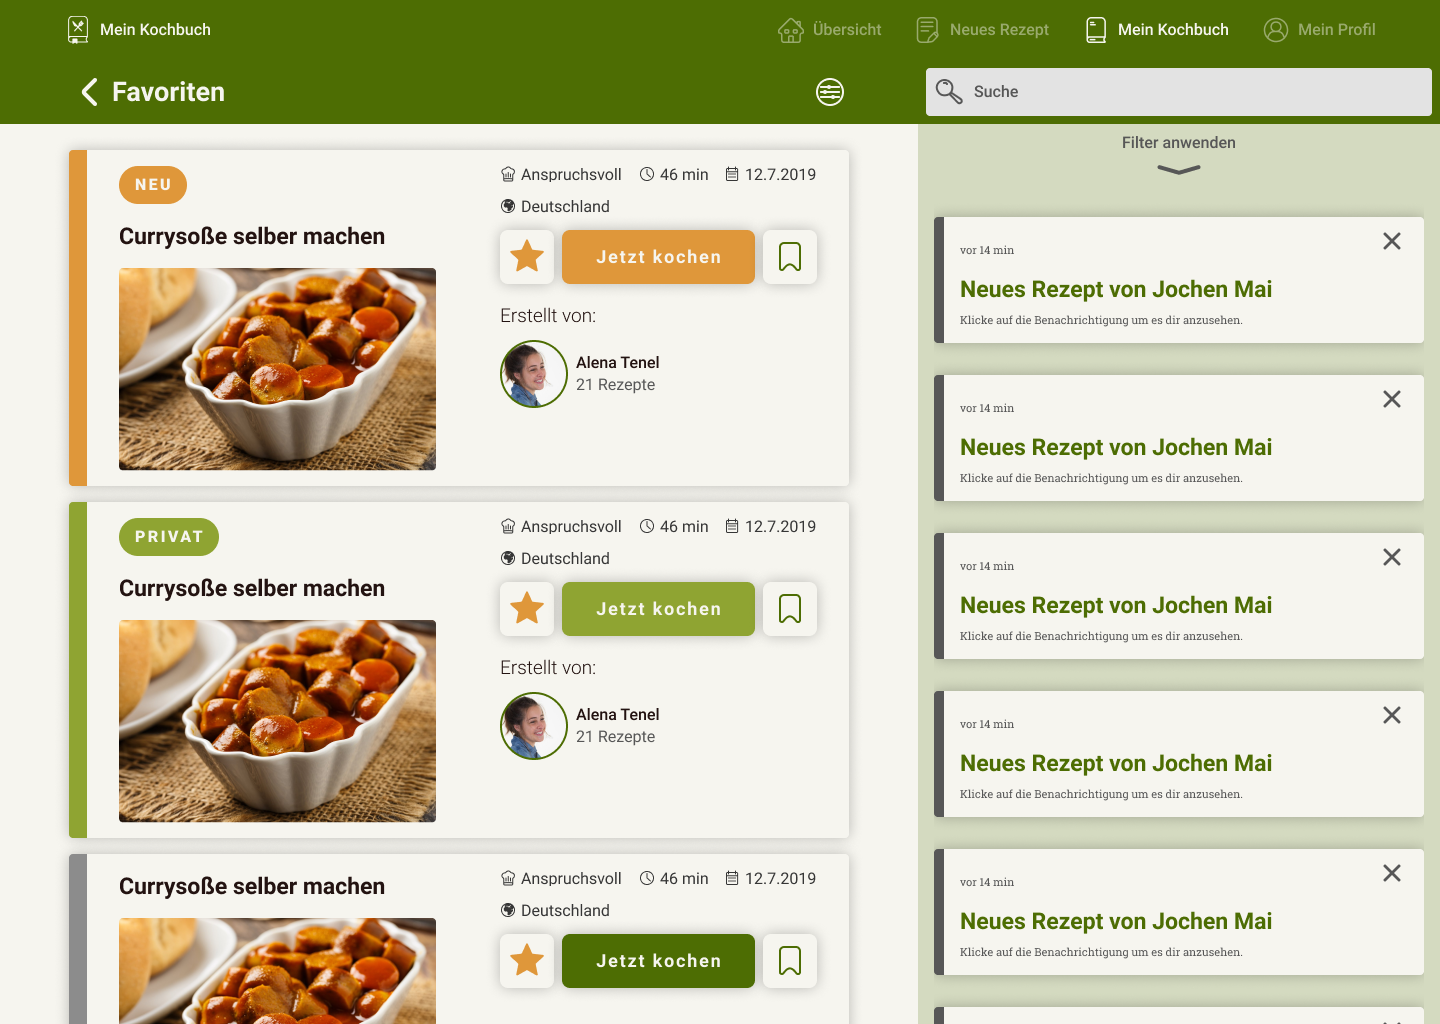 Mein Kochbuch
Übersicht
Neues Rezept
Mein Kochbuch
Mein Profil
Favoriten
Suche
NEU
Currysoße selber machen
Anspruchsvoll 46 min 12.7.2019
Deutschland
Jetzt kochen
Erstellt von:
Alena Tenel
21 Rezepte
PRIVAT
Currysoße selber machen
Anspruchsvoll 46 min 12.7.2019
Deutschland
Jetzt kochen
Erstellt von:
Alena Tenel
21 Rezepte
Currysoße selber machen
Anspruchsvoll 46 min 12.7.2019
Deutschland
Jetzt kochen
Filter anwenden
vor 14 min
Neues Rezept von Jochen Mai
Klicke auf die Benachrichtigung um es dir anzusehen.
vor 14 min
Neues Rezept von Jochen Mai
Klicke auf die Benachrichtigung um es dir anzusehen.
vor 14 min
Neues Rezept von Jochen Mai
Klicke auf die Benachrichtigung um es dir anzusehen.
vor 14 min
Neues Rezept von Jochen Mai
Klicke auf die Benachrichtigung um es dir anzusehen.
vor 14 min
Neues Rezept von Jochen Mai
Klicke auf die Benachrichtigung um es dir anzusehen.